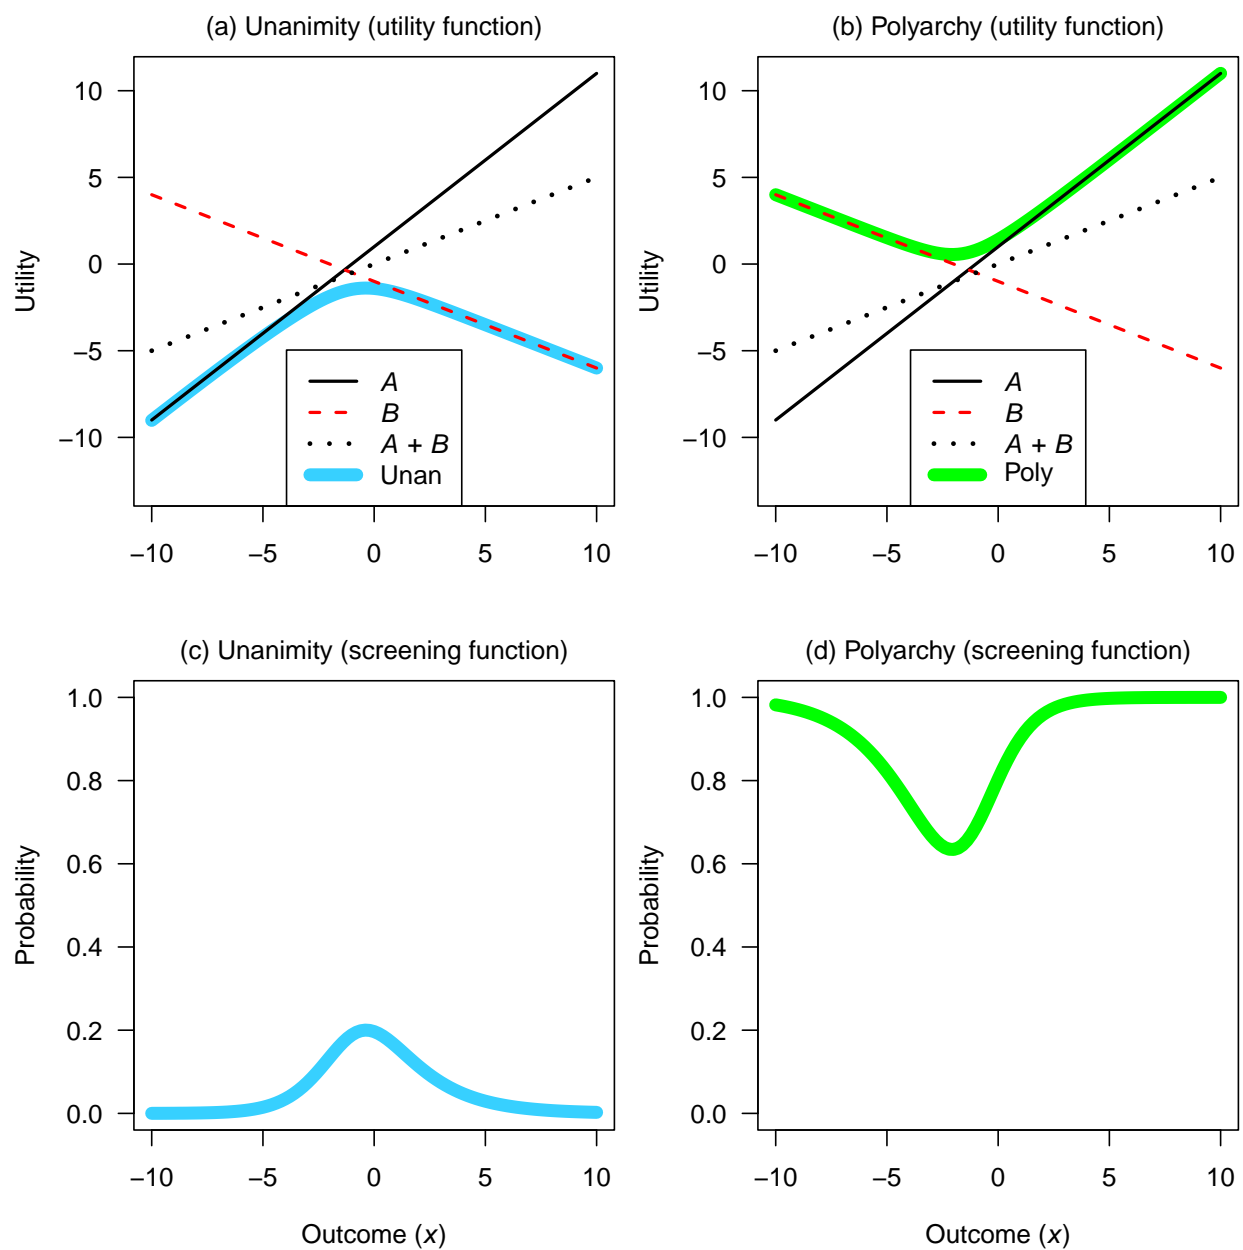 (a) Unanimity (utility function)
Utility
10
5
0
−5
−10
A
B
A + B
Unan
−10 −5 0 5 10
(b) Polyarchy (utility function)
Utility
10
5
0
−5
−10
A
B
A + B
Poly
−10 −5 0 5 10
(c) Unanimity (screening function)
Probability
1.0
0.8
0.6
0.4
0.2
0.0
−10 −5 0 5 10
Outcome (x)
(d) Polyarchy (screening function)
Probability
1.0
0.8
0.6
0.4
0.2
0.0
−10 −5 0 5 10
Outcome (x)